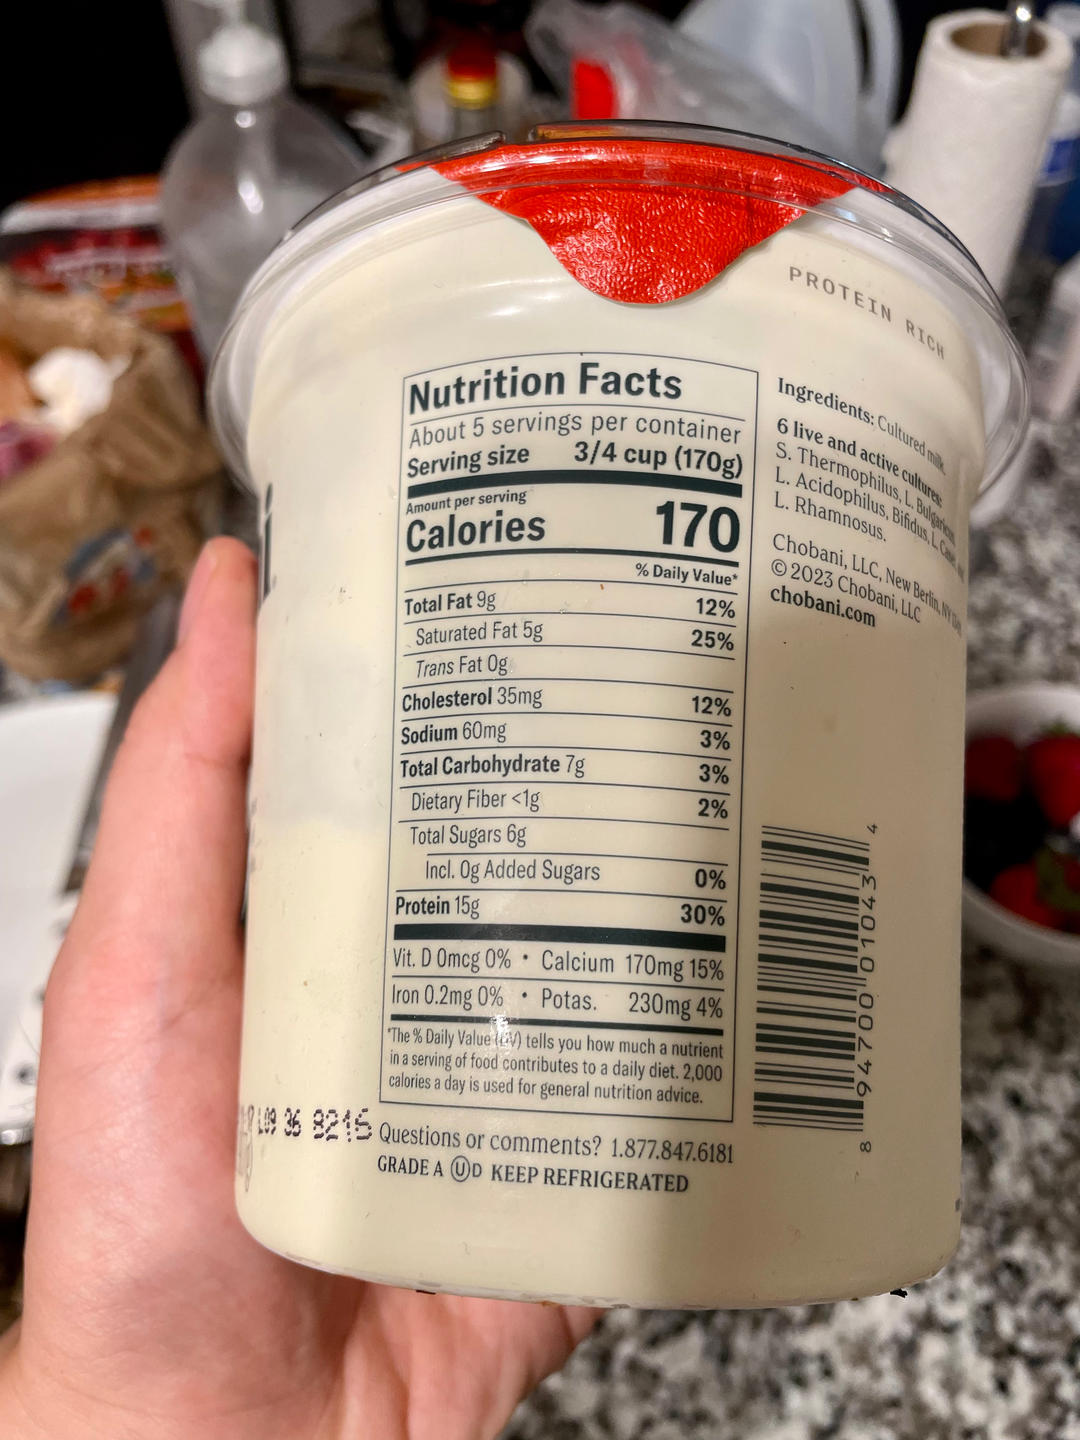 PROTEIN RICH
Nutrition Facts
About 5 servings per container
Serving size 3/4 cup (170g)
Amount per serving
Calories 170
% Daily Value*
Total Fat 9g 12%
Saturated Fat 5g 25%
Trans Fat 0g
Cholesterol 35mg 12%
Sodium 60mg 3%
Total Carbohydrate 7g 3%
Dietary Fiber <1g 2%
Total Sugars 6g
Incl. 0g Added Sugars 0%
Protein 15g 30%
Vit. D 0mcg 0% • Calcium 170mg 15%
Iron 0.2mg 0% • Potas. 230mg 4%
*The % Daily Value (DV) tells you how much a nutrient
in a serving of food contributes to a daily diet. 2,000
calories a day is used for general nutrition advice.
Questions or comments? 1.877.847.6181
GRADE A UD KEEP REFRIGERATED
L09 36 8216
Ingredients: Cultured milk.
6 live and active cultures:
S. Thermophilus, L. Bulgaricus,
L. Acidophilus, Bifidus, L. Casei, and
L. Rhamnosus.
Chobani, LLC, New Berlin, NY
©2023 Chobani, LLC
chobani.com
8 94700 01043 4
i